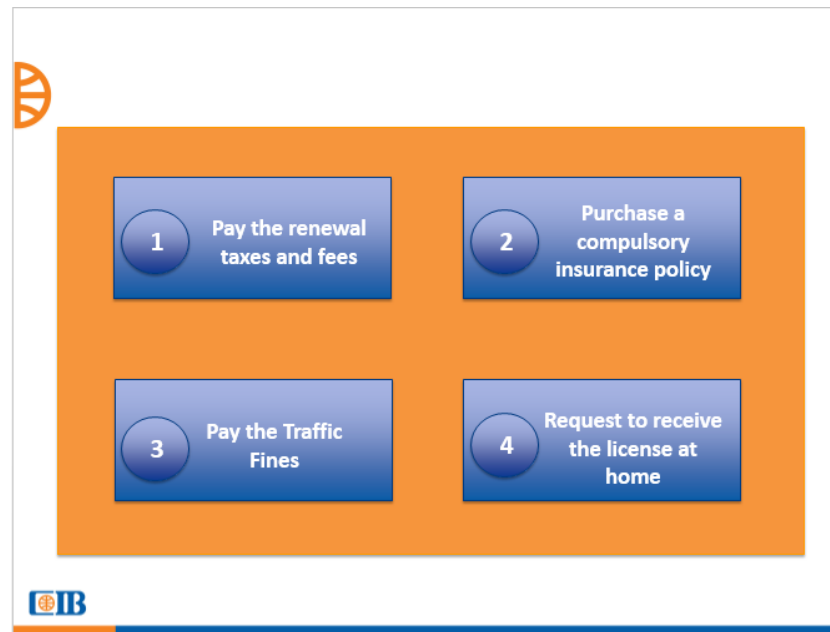 1
Pay the renewal
taxes and fees
2
Purchase a
compulsory
insurance policy
3
Pay the Traffic
Fines
4
Request to receive
the license at
home
CIB